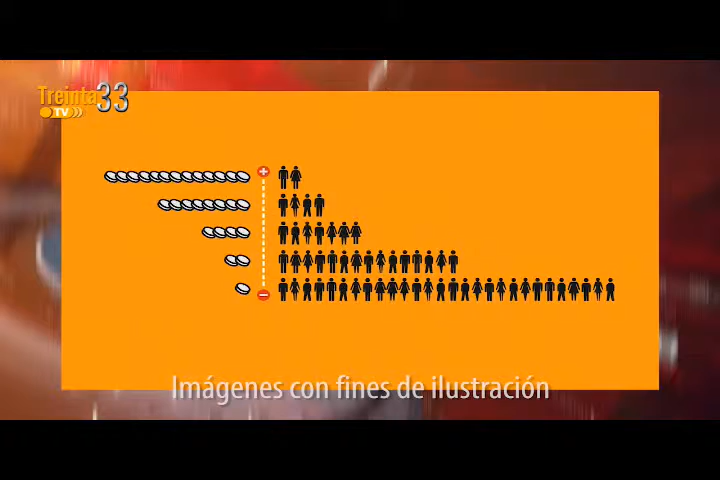 Treinta33
TV
+
−
Imágenes con fines de ilustración